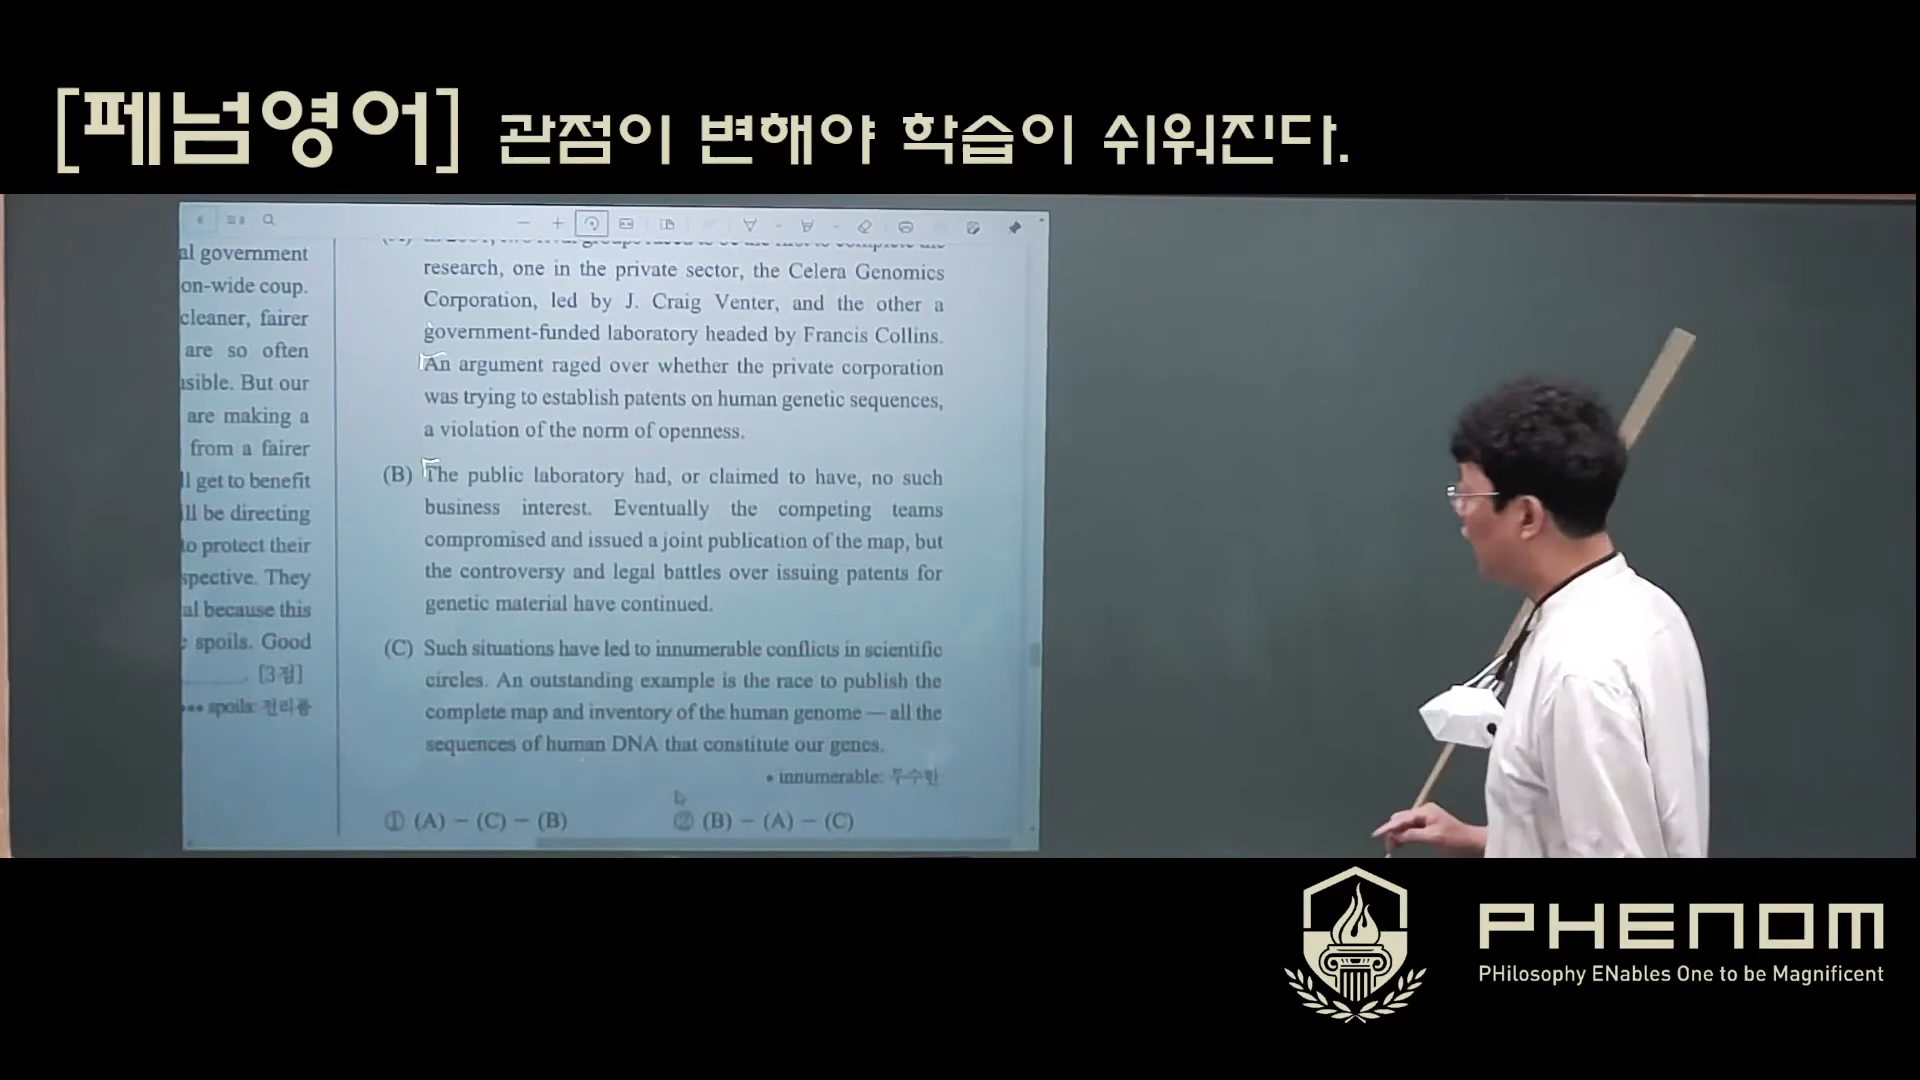 [페넘영어] 관점이 변해야 학습이 쉬워진다.
al government
on-wide coup.
cleaner, fairer
are so often
sible. But our
are making a
from a fairer
ll get to benefit
ll be directing
to protect their
spective. They
al because this
spoils. Good
[3점]
spoils: 전리품
research, one in the private sector, the Celera Genomics
Corporation, led by J. Craig Venter, and the other a
government-funded laboratory headed by Francis Collins.
An argument raged over whether the private corporation
was trying to establish patents on human genetic sequences,
a violation of the norm of openness.
(B) The public laboratory had, or claimed to have, no such
business interest. Eventually the competing teams
compromised and issued a joint publication of the map, but
the controversy and legal battles over issuing patents for
genetic material have continued.
(C) Such situations have led to innumerable conflicts in scientific
circles. An outstanding example is the race to publish the
complete map and inventory of the human genome — all the
sequences of human DNA that constitute our genes.
* innumerable: 무수한
① (A) - (C) - (B) ② (B) - (A) - (C)
PHENOM
PHilosophy ENables One to be Magnificent